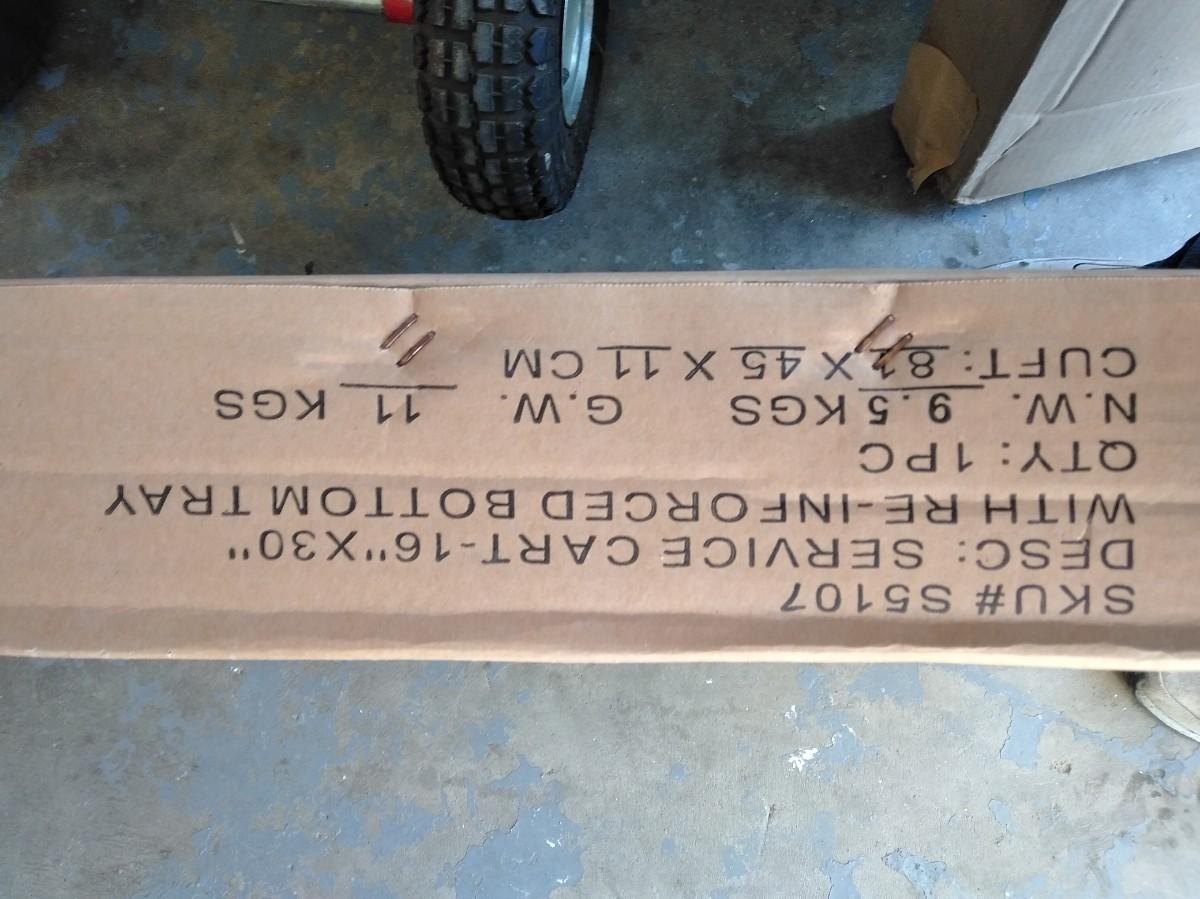 SKU# S5107
DESC: SERVICE CART-16"X30"
WITH RE-INFORCED BOTTOM TRAY
QTY: 1PC
N.W. 9.5 KGS G.W. 11 KGS
CUFT: 81 X 45 X 11 CM